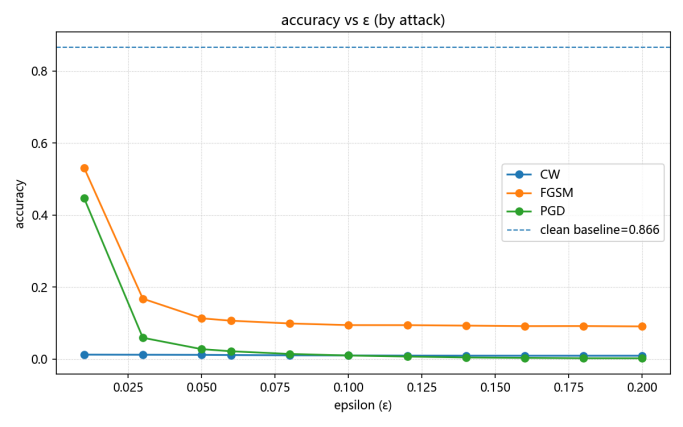 accuracy vs ε (by attack)
0.8
0.6
0.4
0.2
0.0
accuracy
CW
FGSM
PGD
clean baseline=0.866
0.025
0.050
0.075
0.100
0.125
0.150
0.175
0.200
epsilon (ε)